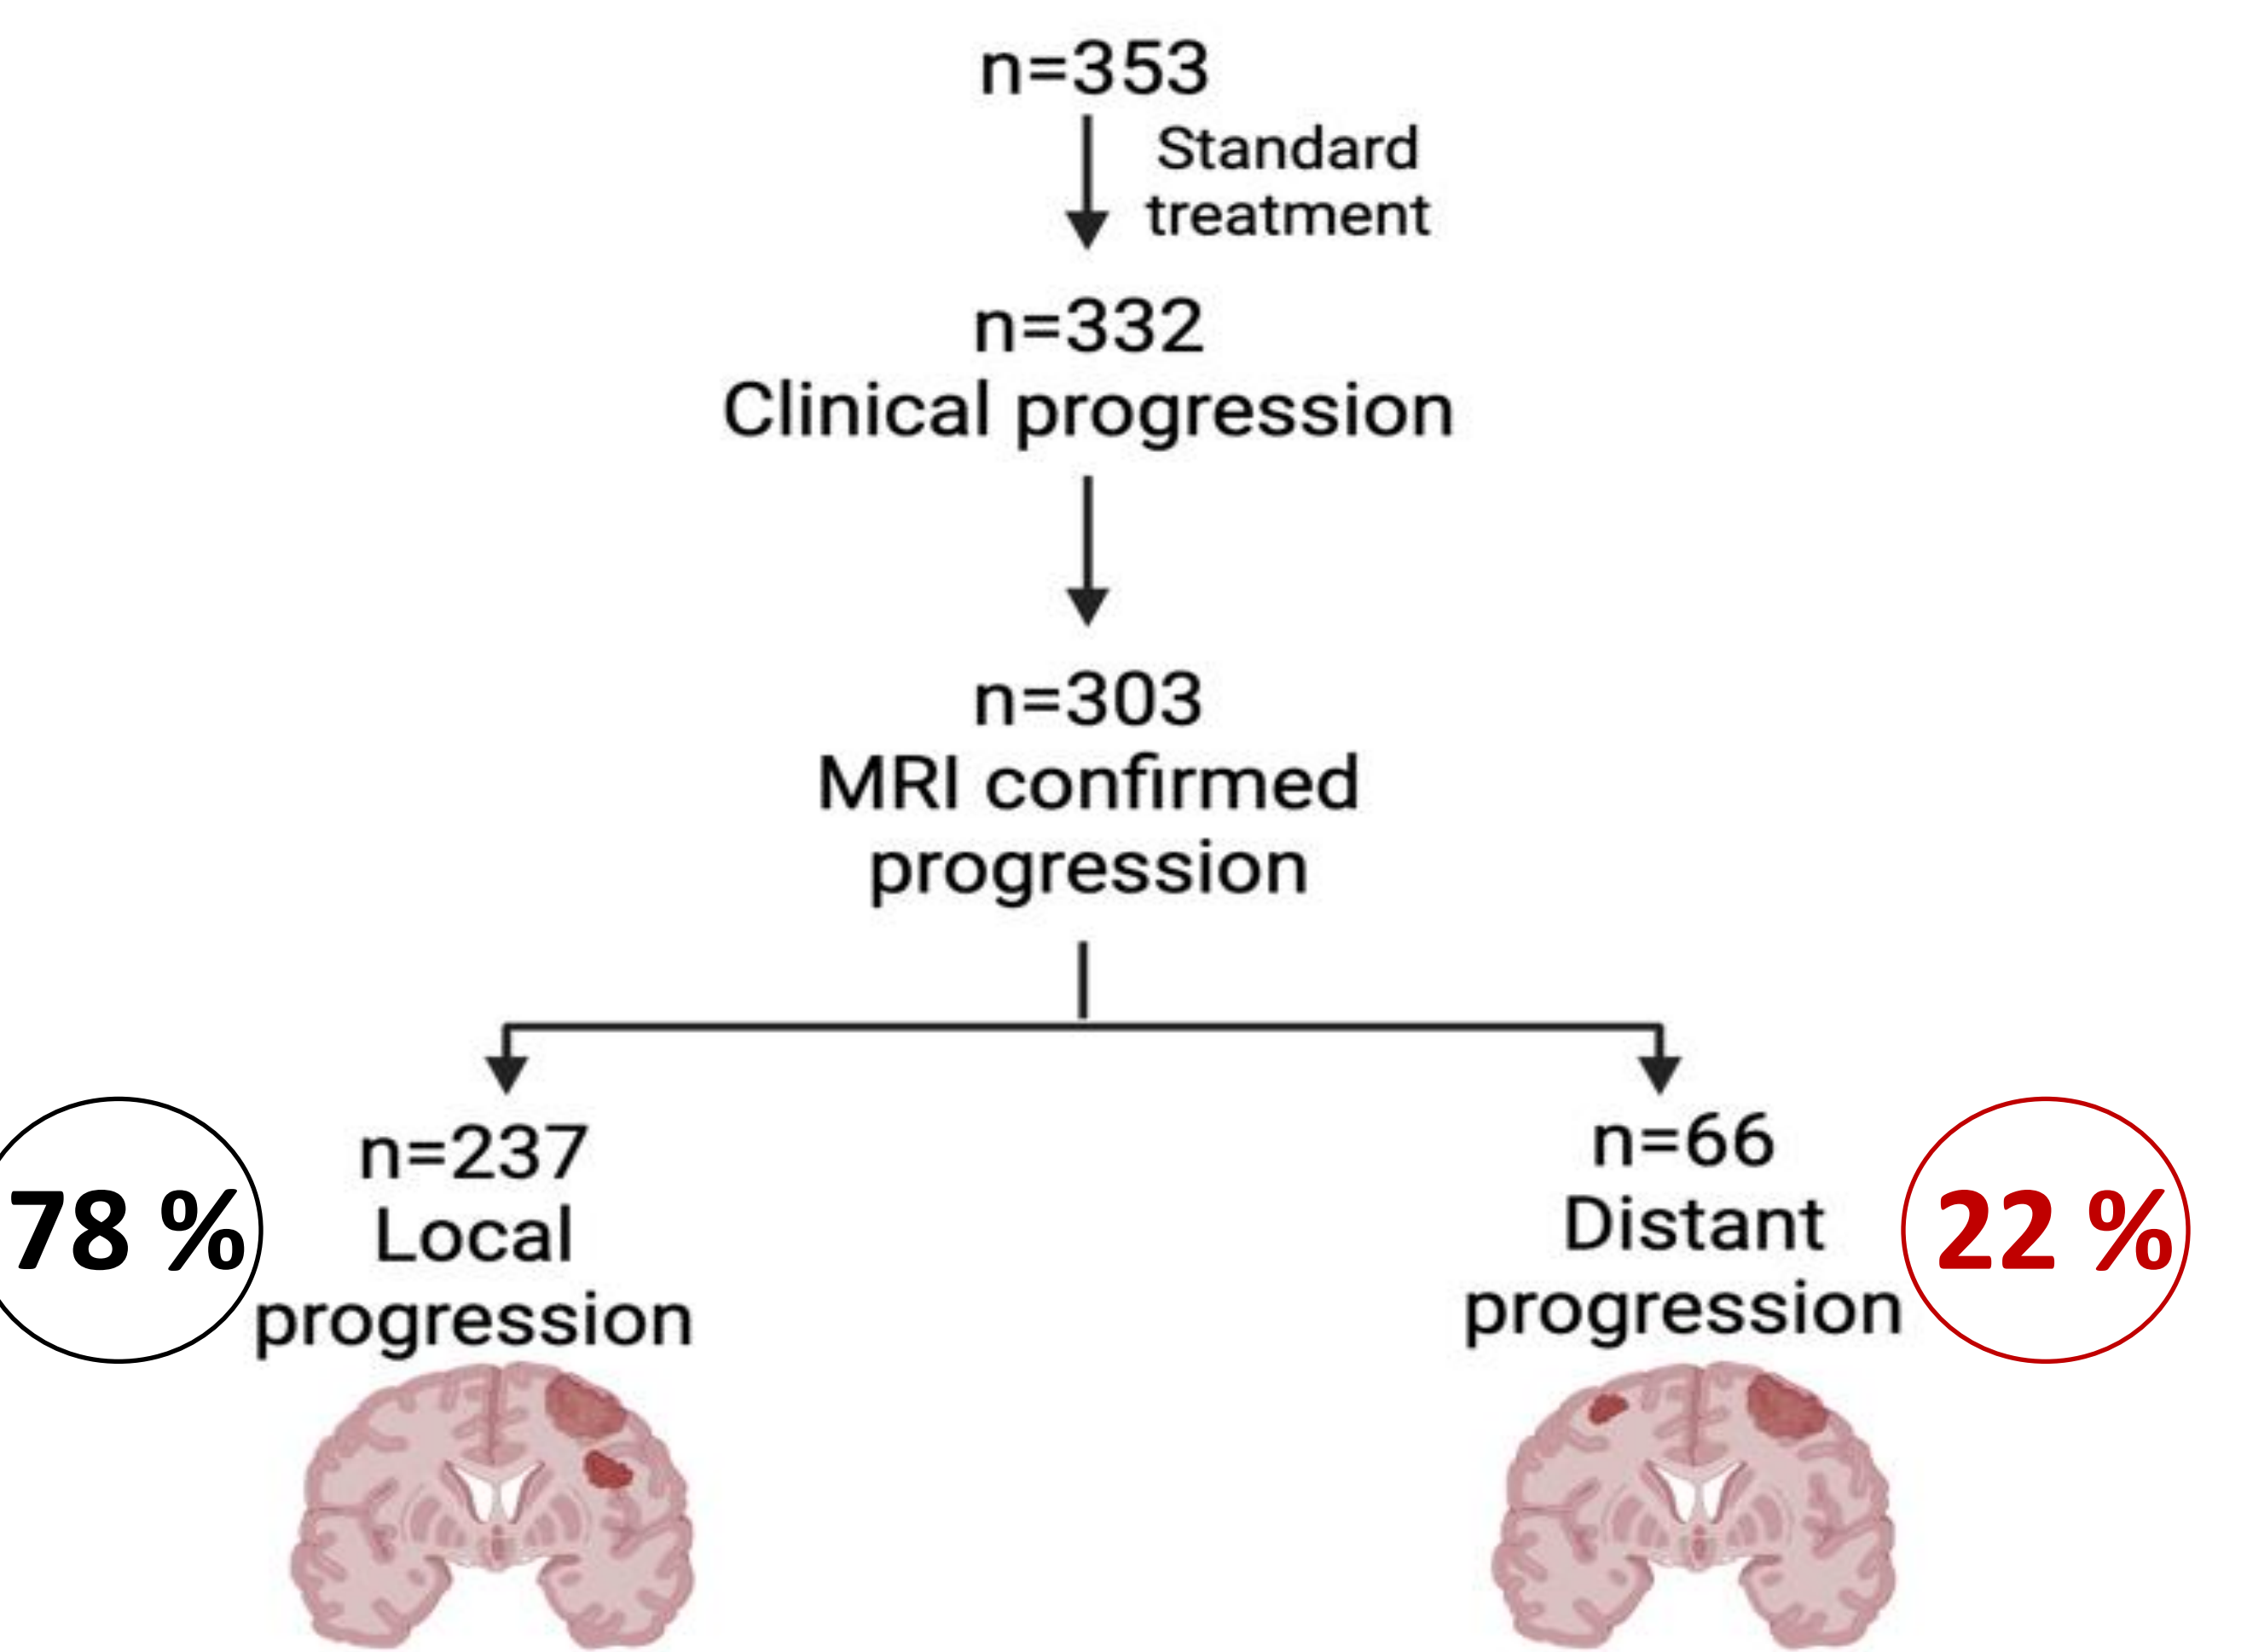 n=353
Standard
treatment
n=332
Clinical progression
n=303
MRI confirmed
progression
78 %
n=237
Local
progression
n=66
Distant
progression
22 %